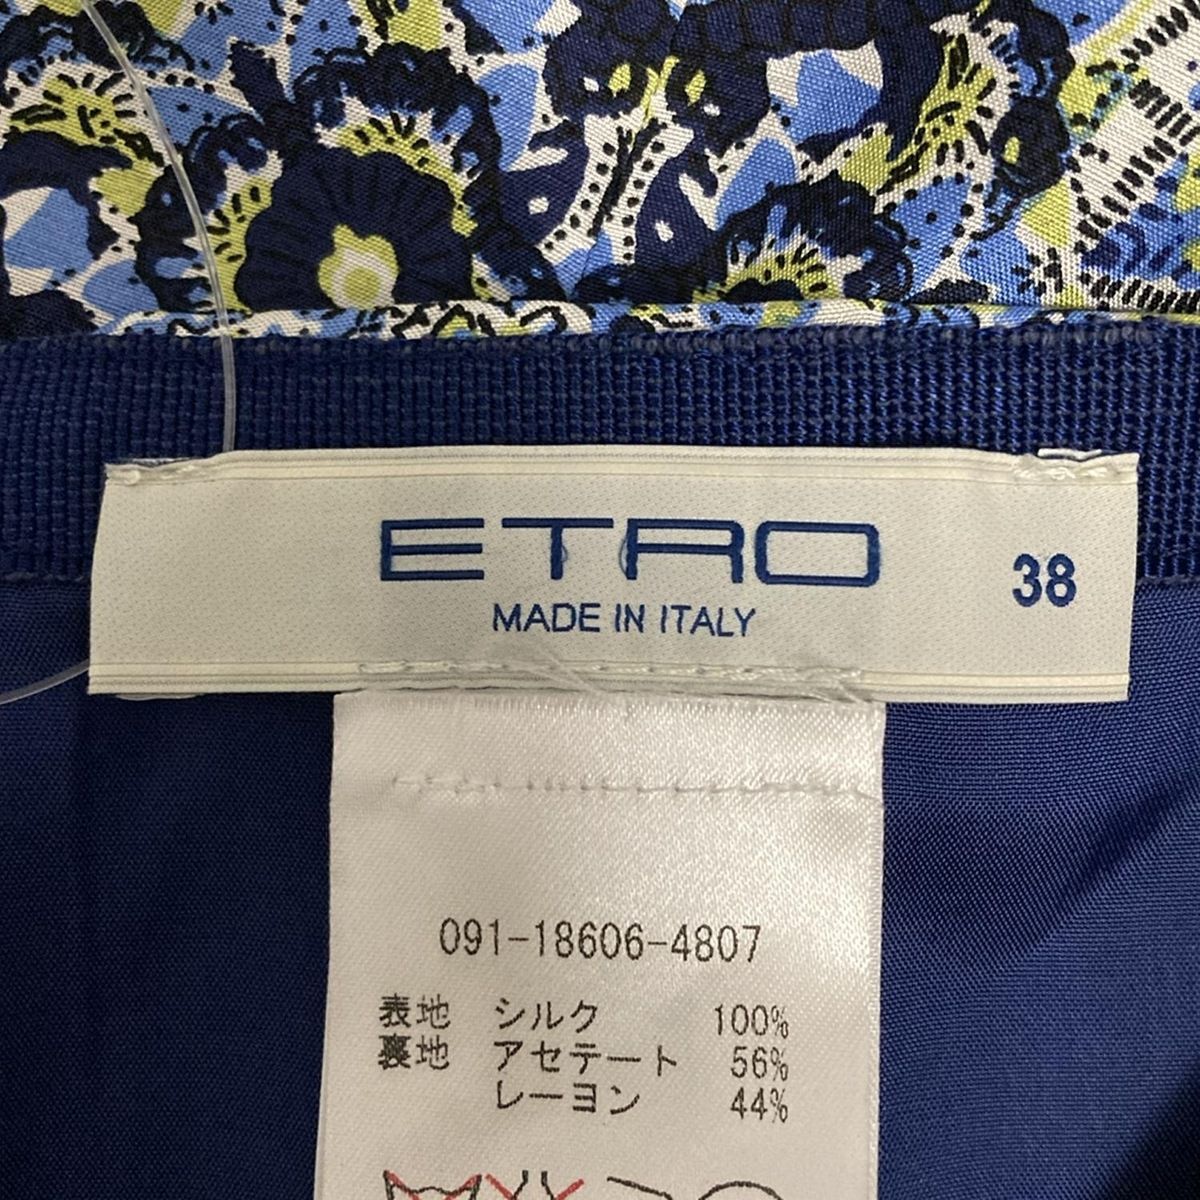 ETRO
MADE IN ITALY
38
091-18606-4807
表地 シルク 100%
裏地 アセテート 56%
レーヨン 44%